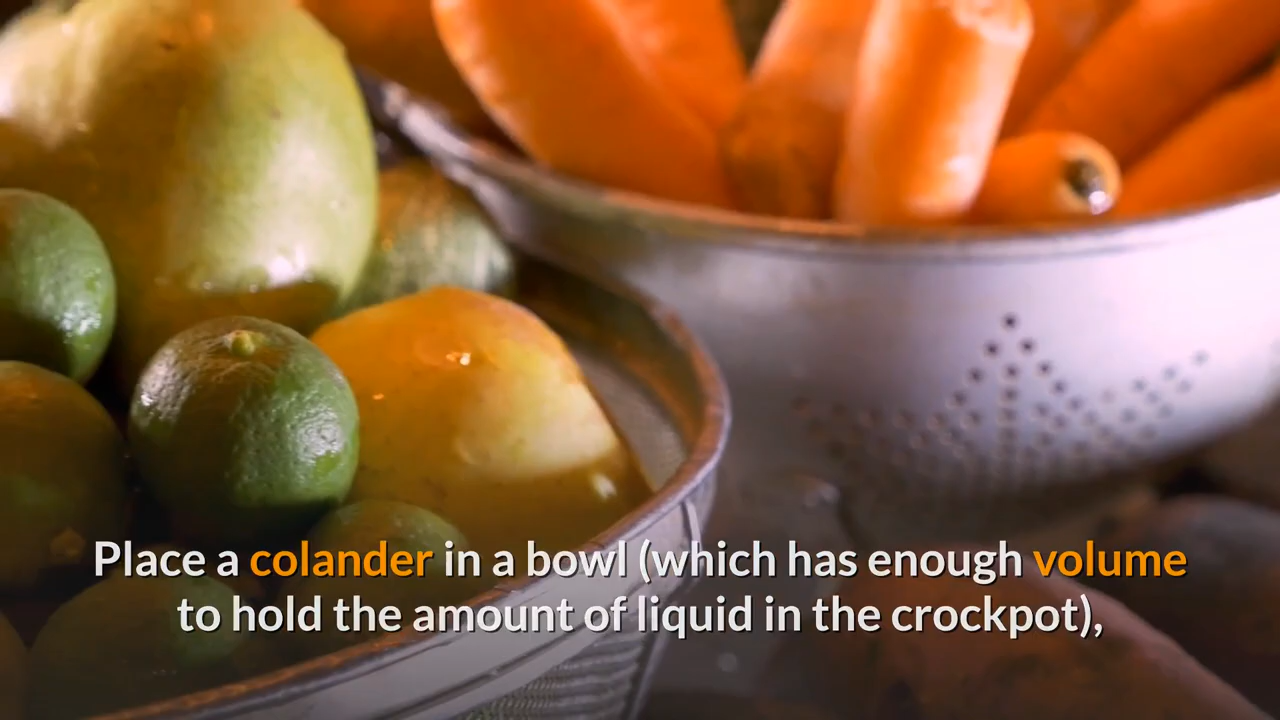 Place a colander in a bowl (which has enough volume
to hold the amount of liquid in the crockpot),